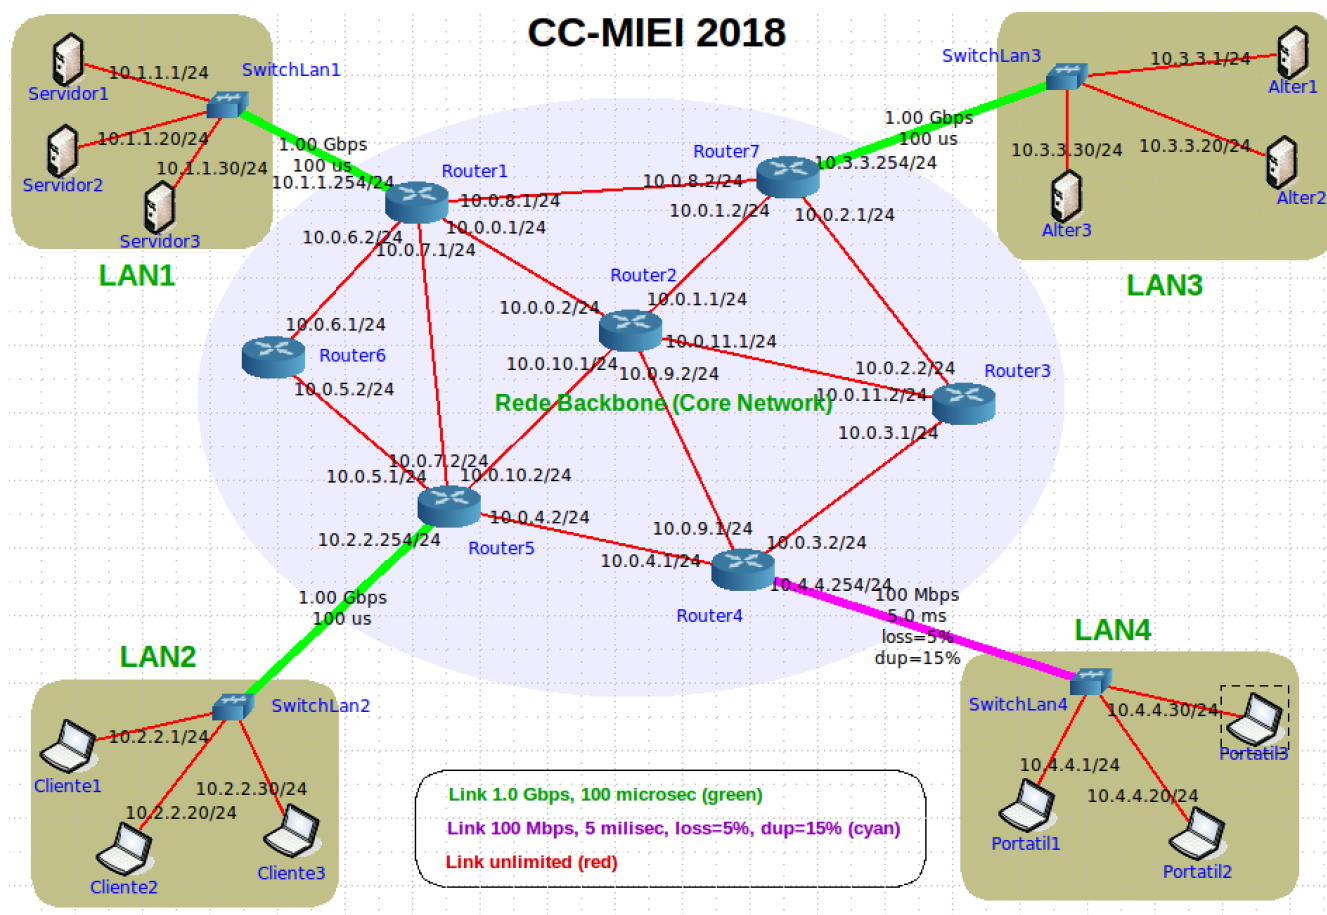 CC-MIEI 2018
10.1.1.1/24
SwitchLan1
Servidor1
10.1.1.20/24
Servidor2
10.1.1.30/24
Servidor3
LAN1
1.00 Gbps
100 us
10.1.1.254/24
SwitchLan3
10.3.3.1/24
Alter1
10.3.3.30/24
10.3.3.20/24
Alter2
Alter3
LAN3
1.00 Gbps
100 us
10.3.3.254/24
Router7
Router1
10.0.8.2/24
10.0.8.1/24
10.0.1.2/24
10.0.2.1/24
10.0.6.2/24
10.0.7.1/24
10.0.0.1/24
Router2
10.0.0.2/24
10.0.1.1/24
10.0.6.1/24
Router6
10.0.11.1/24
10.0.10.1/24
10.0.9.2/24
10.0.5.2/24
10.0.2.2/24
Router3
10.0.11.2/24
Rede Backbone (Core Network)
10.0.3.1/24
10.0.7.2/24
10.0.5.1/24
10.0.10.2/24
10.0.4.2/24
10.0.9.1/24
10.0.3.2/24
10.2.2.254/24
Router5
10.0.4.1/24
10.4.4.254/24
Router4
1.00 Gbps
100 us
100 Mbps
5.0 ms
loss=5%
dup=15%
LAN2
SwitchLan2
10.2.2.1/24
Cliente1
10.2.2.30/24
10.2.2.20/24
Cliente2
Cliente3
LAN4
SwitchLan4
10.4.4.30/24
Portatil3
10.4.4.1/24
10.4.4.20/24
Portatil1
Portatil2
Link 1.0 Gbps, 100 microsec (green)
Link 100 Mbps, 5 milisec, loss=5%, dup=15% (cyan)
Link unlimited (red)